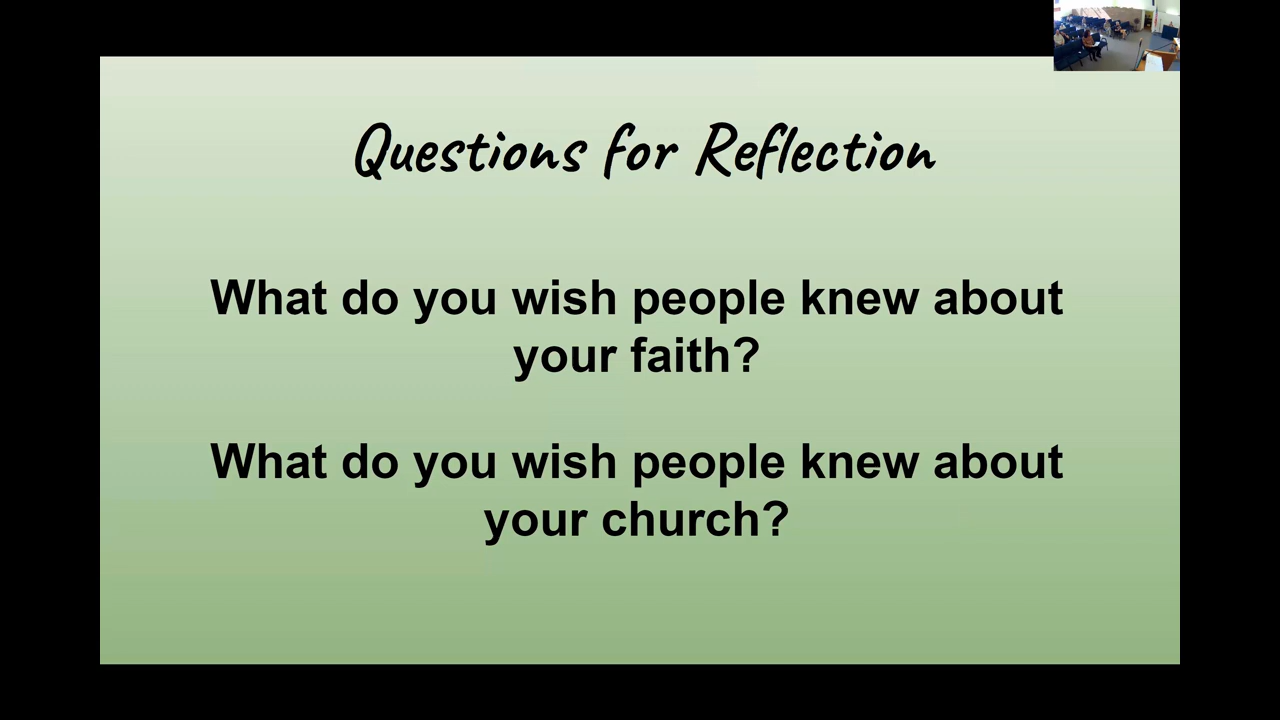 Questions for Reflection
What do you wish people knew about
your faith?
What do you wish people knew about
your church?